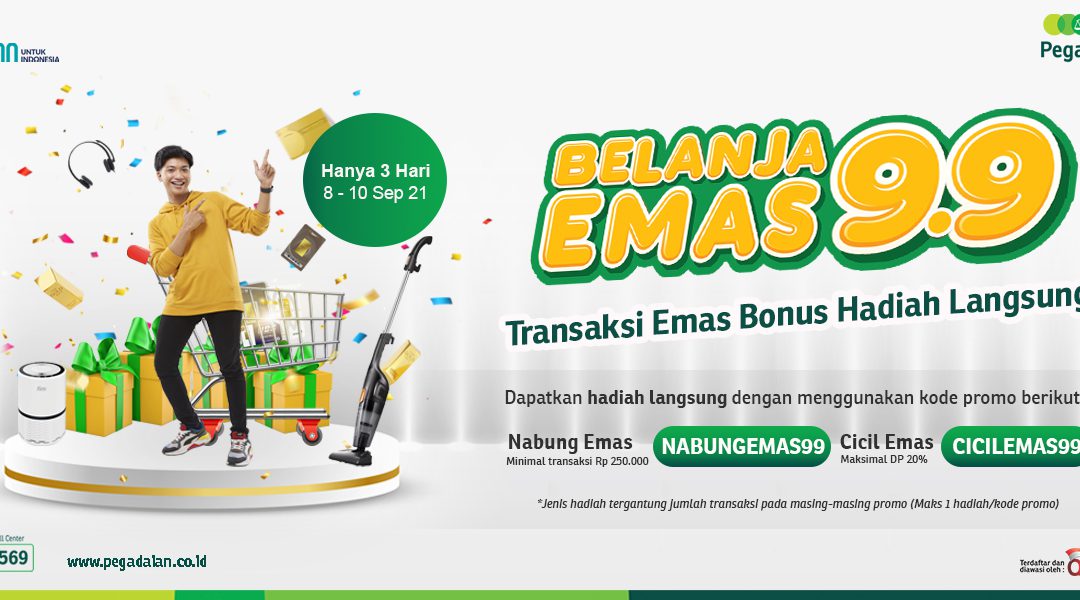 UNTUK
INDONESIA
Pega
Hanya 3 Hari
8 - 10 Sep 21
BELANJA
EMAS 9.9
Transaksi Emas Bonus Hadiah Langsung
Dapatkan hadiah langsung dengan menggunakan kode promo berikut
Nabung Emas
Minimal transaksi Rp 250.000
NABUNGEMAS99
Cicil Emas
Maksimal DP 20%
CICILEMAS99
*Jenis hadiah tergantung jumlah transaksi pada masing-masing promo (Maks 1 hadiah/kode promo)
ll Center
569
www.pegadaian.co.id
Terdaftar dan
diawasi oleh :